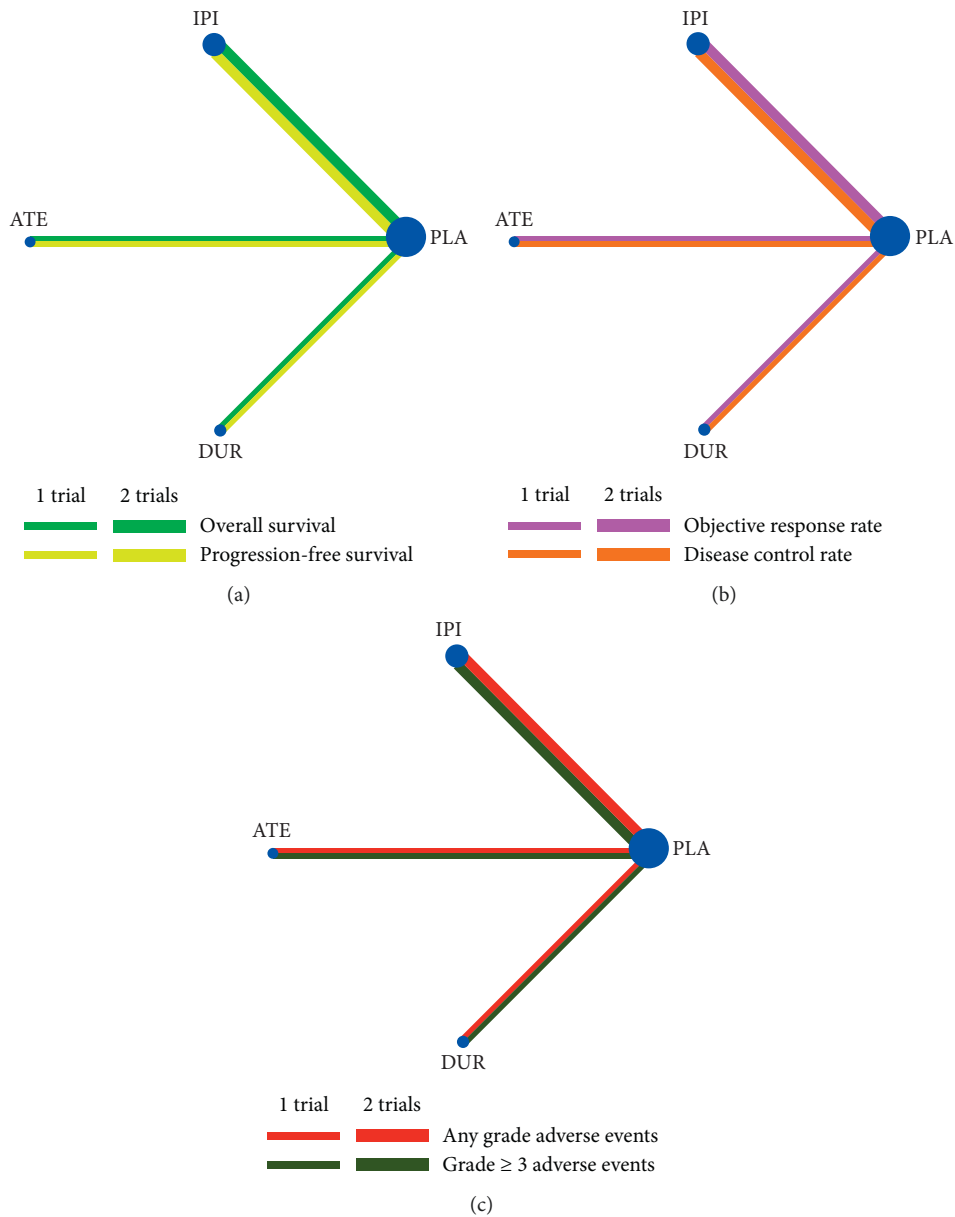 IPI
ATE
PLA
DUR
1 trial 2 trials
Overall survival
Progression-free survival
(a)
IPI
ATE
PLA
DUR
1 trial 2 trials
Objective response rate
Disease control rate
(b)
IPI
ATE
PLA
DUR
1 trial 2 trials
Any grade adverse events
Grade ≥ 3 adverse events
(c)